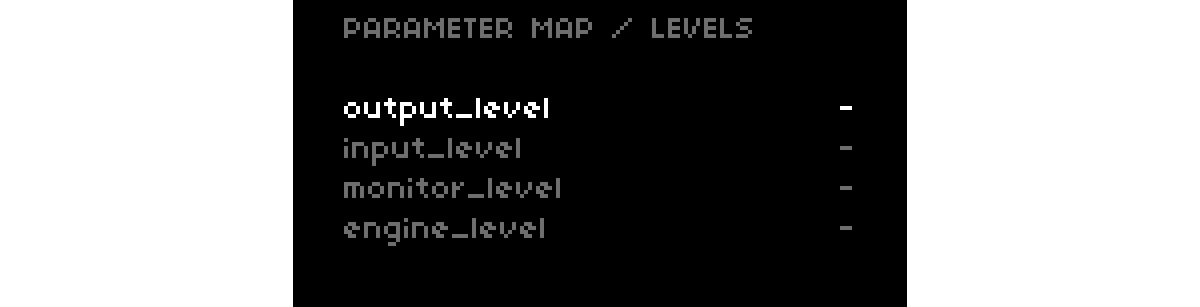 PARAMETER MAP / LEVELS
output_level -
input_level -
monitor_level -
engine_level -